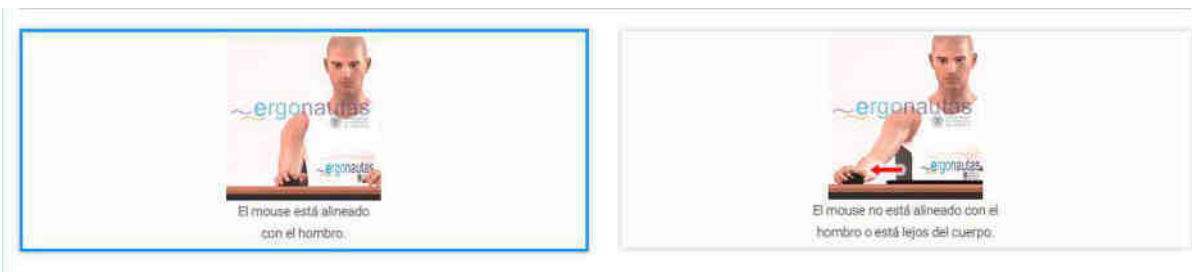 ergonautas
ergonautas
El mouse está alineado
con el hombro.
ergonautas
ergonautas
El mouse no está alineado con el
hombro o está lejos del cuerpo.